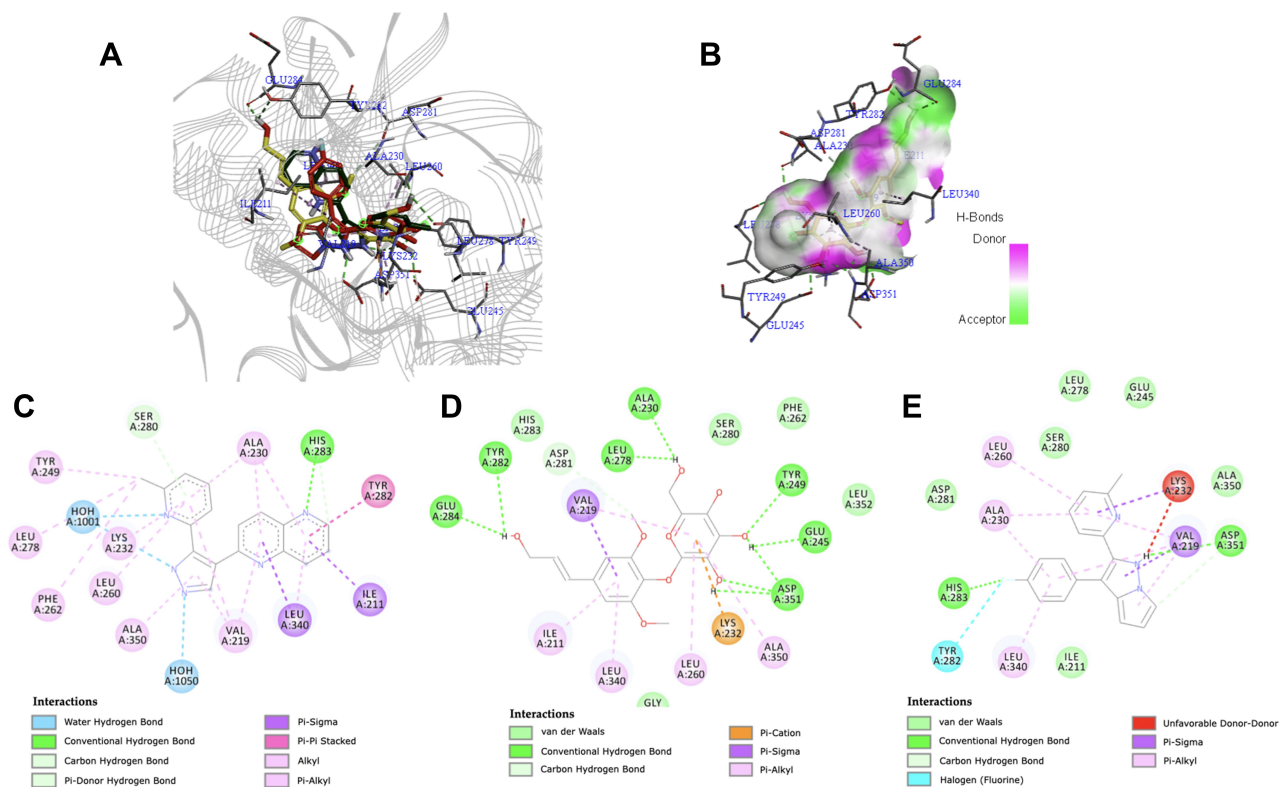 A
GLU284
TYR282
ASP281
ALA230
LEU260
ILE211
LEU278
TYR249
LYS232
ASP351
GLU245
B
GLU284
TYR282
ASP281
ALA230
E211
LEU340
LEU260
H-Bonds
Donor
Acceptor
ALA350
TYR249
ASP351
GLU245
C
SER
A:280
TYR
A:249
ALA
A:230
HIS
A:283
TYR
A:282
HOH
A:1001
LEU
A:278
LYS
A:232
LEU
A:260
PHE
A:262
ILE
A:211
LEU
A:340
ALA
A:350
VAL
A:219
HOH
A:1050
N
N
N
N
N
Interactions
Water Hydrogen Bond
Conventional Hydrogen Bond
Carbon Hydrogen Bond
Pi-Donor Hydrogen Bond
Pi-Sigma
Pi-Pi Stacked
Alkyl
Pi-Alkyl
D
ALA
A:230
HIS
A:283
SER
A:280
PHE
A:262
TYR
A:282
ASP
A:281
LEU
A:278
TYR
A:249
VAL
A:219
LEU
A:352
GLU
A:284
GLU
A:245
ASP
A:351
LYS
A:232
ILE
A:211
ALA
A:350
LEU
A:340
LEU
A:260
GLY
H
O
H
O
O
O
O
O
H
O
H
O
Interactions
van der Waals
Conventional Hydrogen Bond
Carbon Hydrogen Bond
Pi-Cation
Pi-Sigma
Pi-Alkyl
E
LEU
A:278
GLU
A:245
LEU
A:260
SER
A:280
LYS
A:232
ALA
A:350
ASP
A:281
ALA
A:230
VAL
A:219
ASP
A:351
HIS
A:283
TYR
A:282
LEU
A:340
ILE
A:211
N
H
N
N
Interactions
van der Waals
Conventional Hydrogen Bond
Carbon Hydrogen Bond
Halogen (Fluorine)
Unfavorable Donor-Donor
Pi-Sigma
Pi-Alkyl